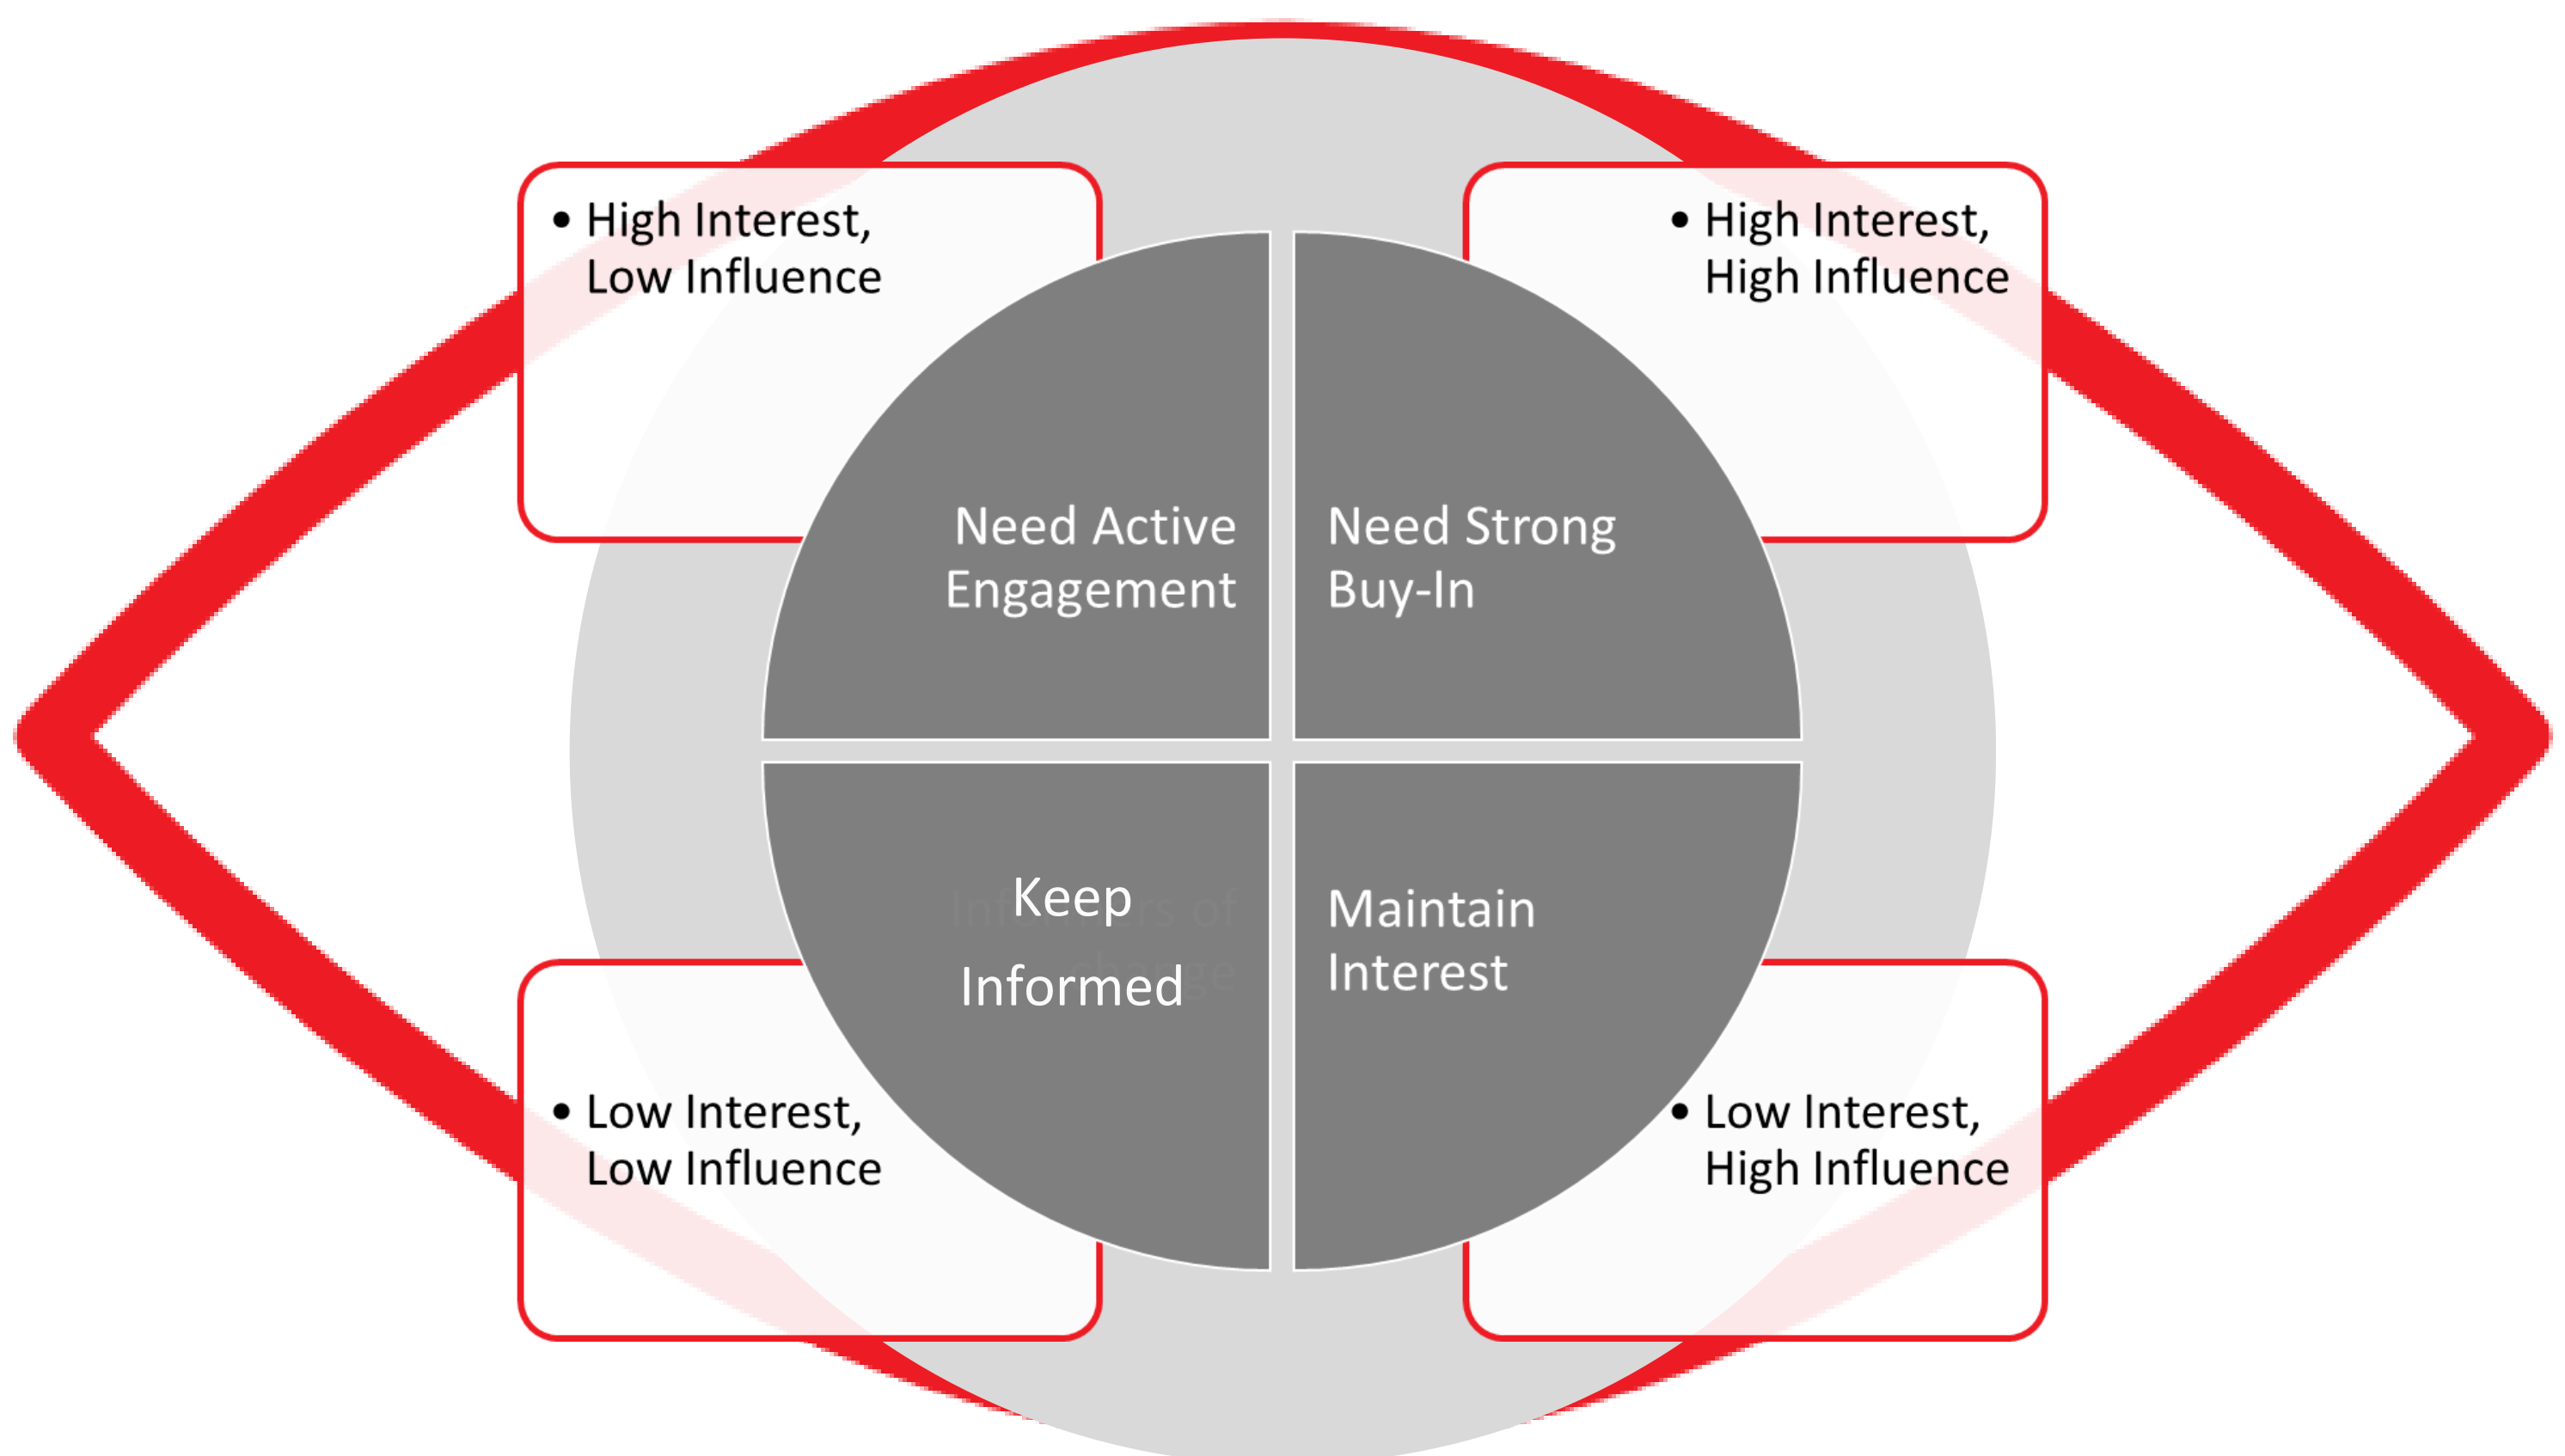 • High Interest,
Low Influence
• High Interest,
High Influence
Need Active
Engagement
Need Strong
Buy-In
Keep
Informed
Maintain
Interest
• Low Interest,
Low Influence
• Low Interest,
High Influence